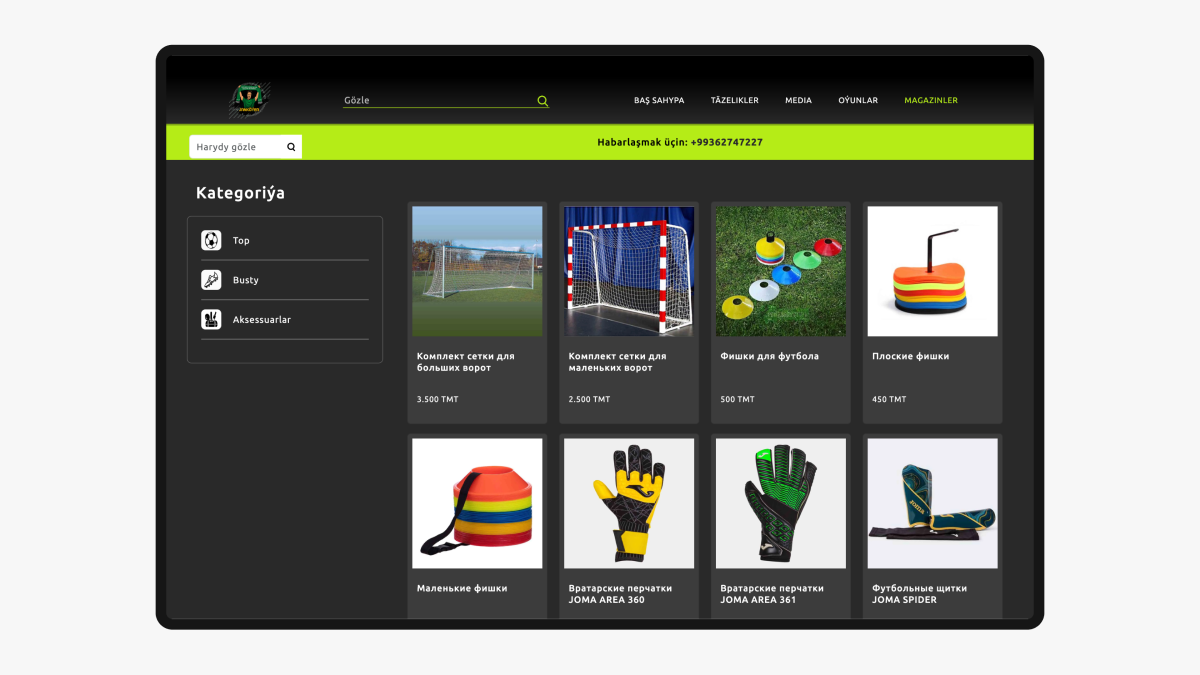 Gözle
BAŞ SAHYPA
TÄZELIKLER
MEDIA
OÝUNLAR
MAGAZINLER
Harydy gözle
Habarlaşmak üçin: +99362747227
Kategoriýa
Top
Busty
Aksessuarlar
Комплект сетки для
больших ворот
3.500 TMT
Комплект сетки для
маленьких ворот
2.500 TMT
Фишки для футбола
500 TMT
Плоские фишки
450 TMT
Маленькие фишки
Вратарские перчатки
JOMA AREA 360
Вратарские перчатки
JOMA AREA 361
Футбольные щитки
JOMA SPIDER